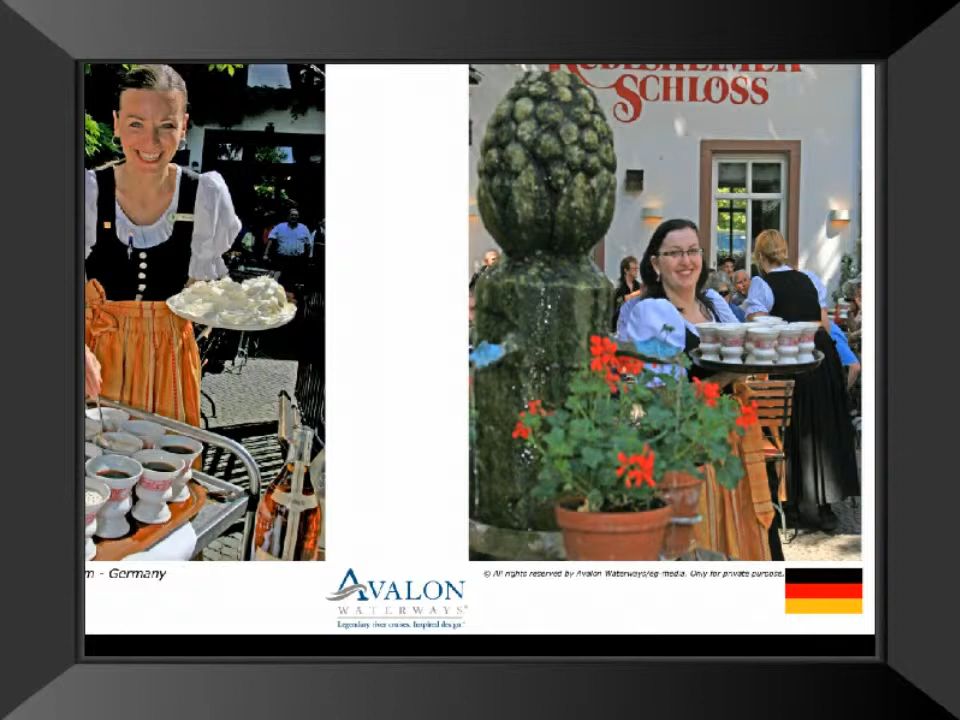 SCHLOSS
- Germany
AVALON
WATERWAYS®
Legendary river cruises. Inspired design.®
© All rights reserved by Avalon Waterways/eg-media. Only for private purpose.